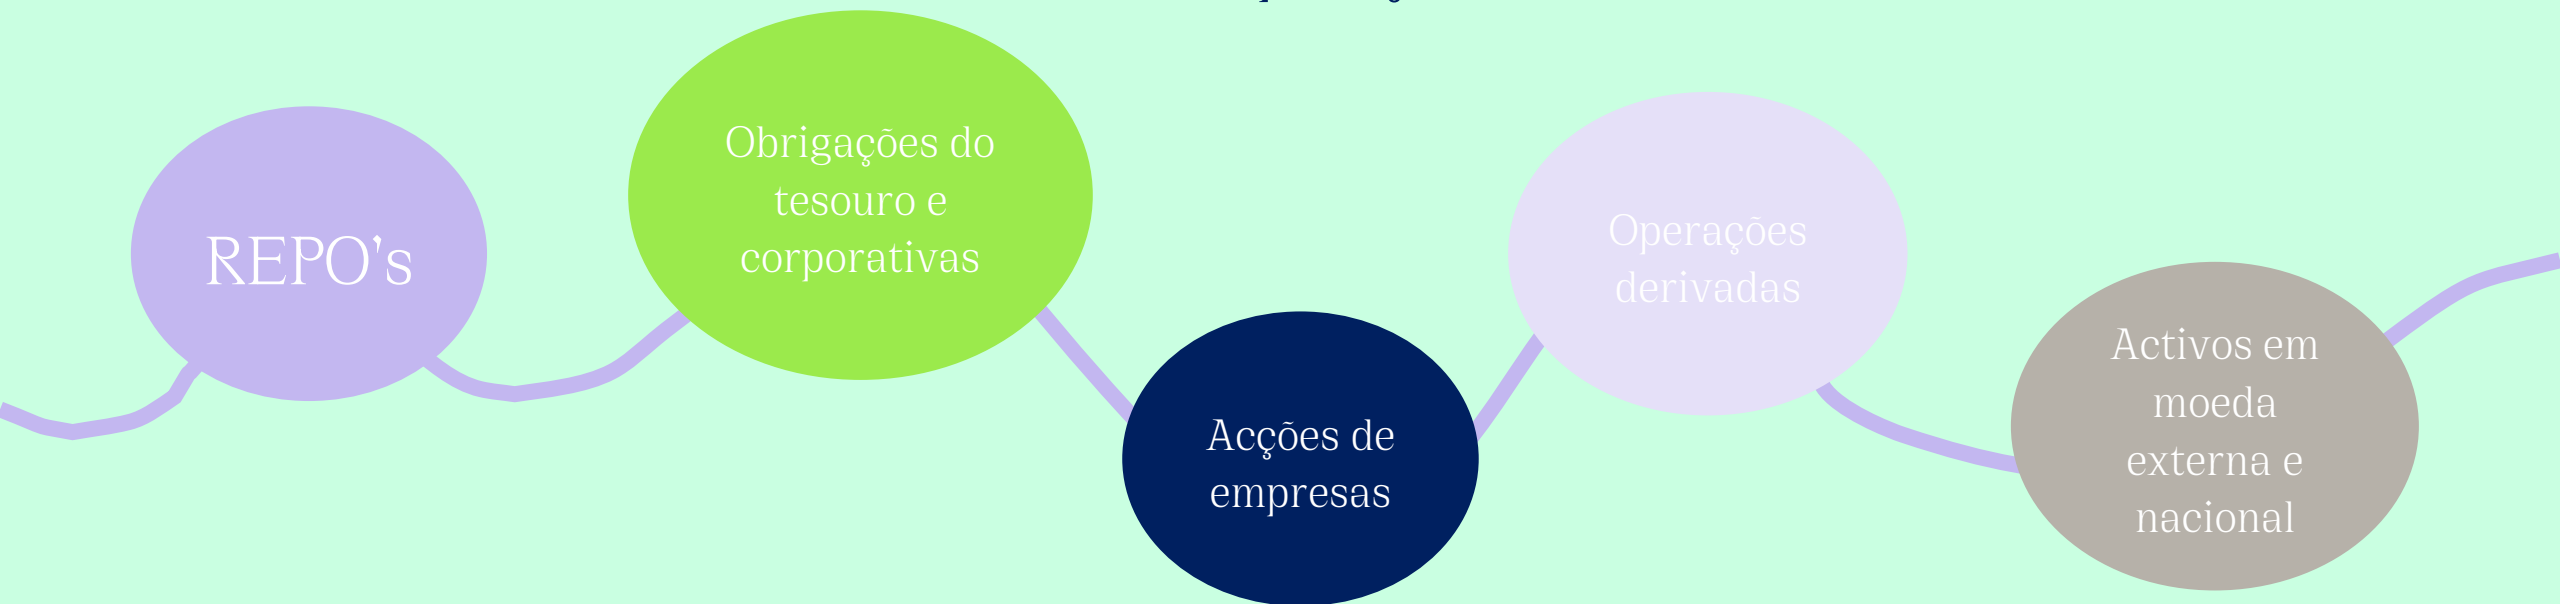 REPO's
Obrigações do
tesouro e
corporativas
Acções de
empresas
Operações
derivadas
Activos em
moeda
externa e
nacional